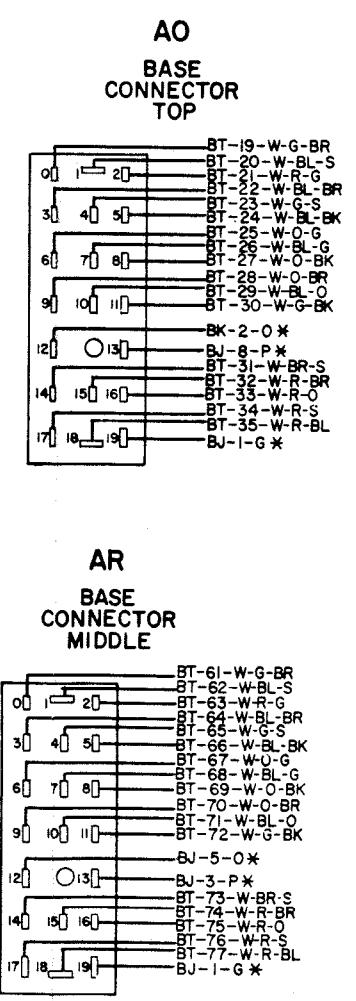 AO
BASE
CONNECTOR
TOP
BT-19-W-G-BR
BT-20-W-BL-S
BT-21-W-R-G
BT-22-W-BL-BR
BT-23-W-G-S
BT-24-W-BL-BK
BT-25-W-O-G
BT-26-W-BL-G
BT-27-W-O-BK
BT-28-W-O-BR
BT-29-W-BL-O
BT-30-W-G-BK
BK-2-O*
BJ-8-P*
BT-31-W-BR-S
BT-32-W-R-BR
BT-33-W-R-O
BT-34-W-R-S
BT-35-W-R-BL
BJ-1-G*
0 1 2
3 4 5
6 7 8
9 10 11
12 13
14 15 16
17 18 19
AR
BASE
CONNECTOR
MIDDLE
BT-61-W-G-BR
BT-62-W-BL-S
BT-63-W-R-G
BT-64-W-BL-BR
BT-65-W-G-S
BT-66-W-BL-BK
BT-67-W-O-G
BT-68-W-BL-G
BT-69-W-O-BK
BT-70-W-O-BR
BT-71-W-BL-O
BT-72-W-G-BK
BJ-5-O*
BJ-3-P*
BT-73-W-BR-S
BT-74-W-R-BR
BT-75-W-R-O
BT-76-W-R-S
BT-77-W-R-BL
BJ-1-G*
0 1 2
3 4 5
6 7 8
9 10 11
12 13
14 15 16
17 18 19